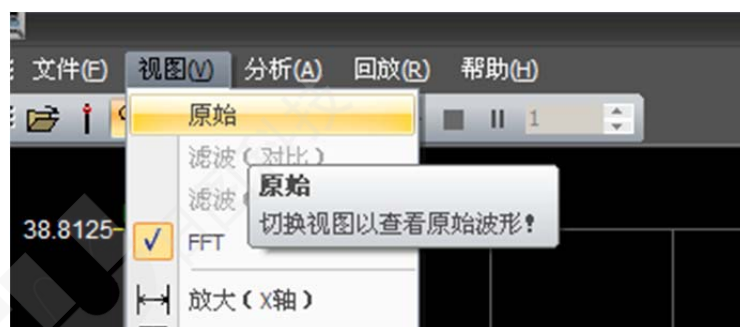 文件(F) 视图(V) 分析(A) 回放(R) 帮助(H)
原始
1
滤波(对比)
滤波
原始
切换视图以查看原始波形!
38.8125
FFT
放大(X轴)